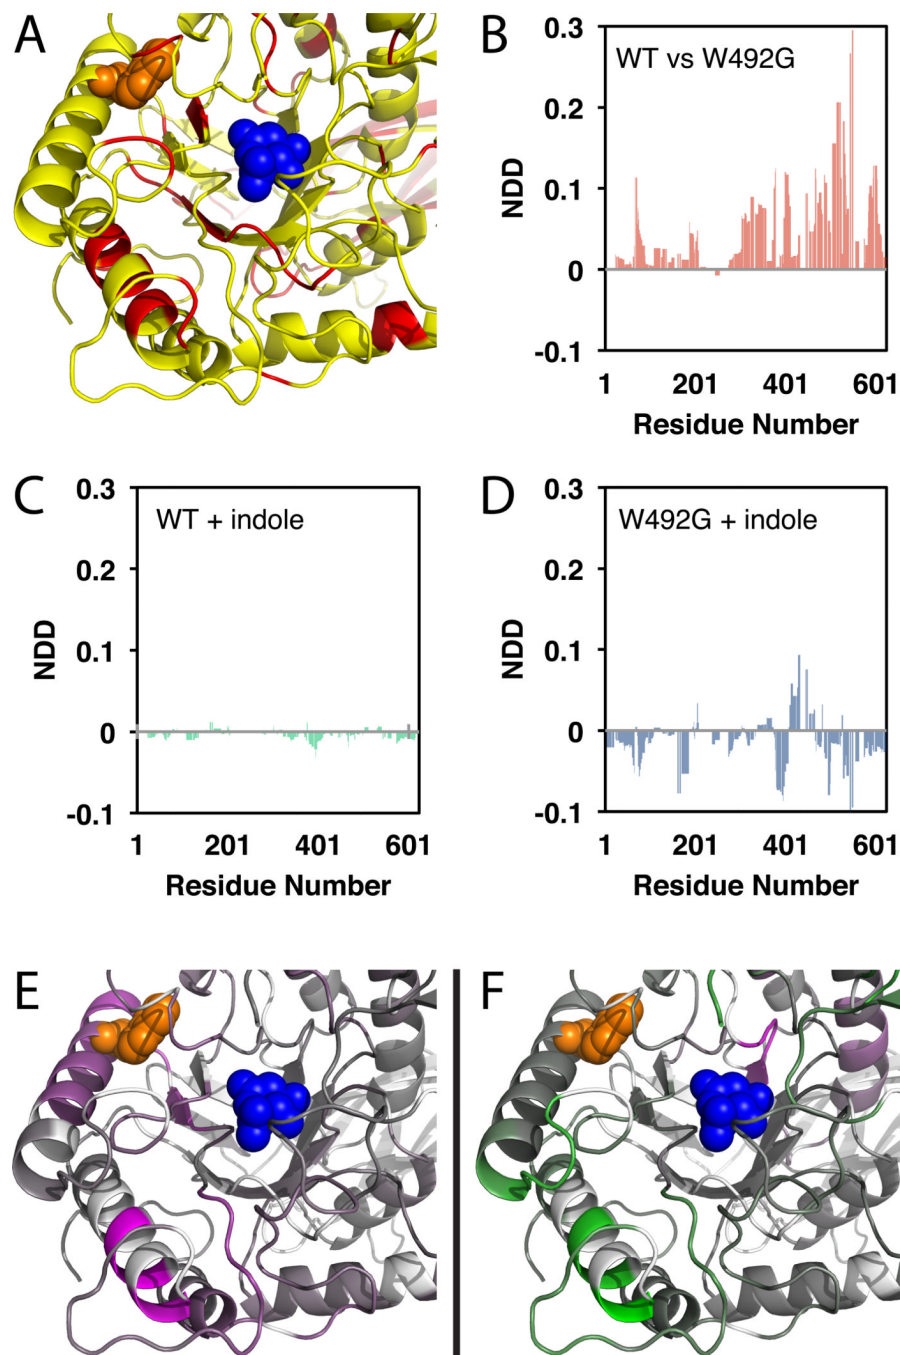 A
B
WT vs W492G
0.3
0.2
0.1
0
-0.1
NDD
1 201 401 601
Residue Number
C
WT + indole
0.3
0.2
0.1
0
-0.1
NDD
1 201 401 601
Residue Number
D
W492G + indole
0.3
0.2
0.1
0
-0.1
NDD
1 201 401 601
Residue Number
E
F